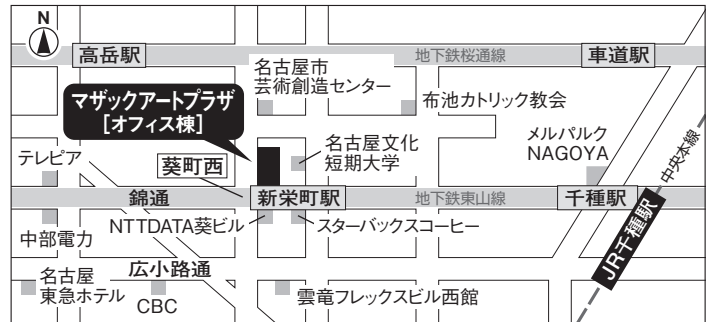 N
高岳駅
地下鉄桜通線
車道駅
名古屋市
芸術創造センター
布池カトリック教会
マザックアートプラザ
[オフィス棟]
名古屋文化
短期大学
メルパルク
NAGOYA
中央本線
テレピア
葵町西
錦通
新栄町駅
地下鉄東山線
千種駅
中部電力
NTTDATA葵ビル
スターバックスコーヒー
JR千種駅
広小路通
名古屋
東急ホテル
CBC
雲竜フレックスビル西館